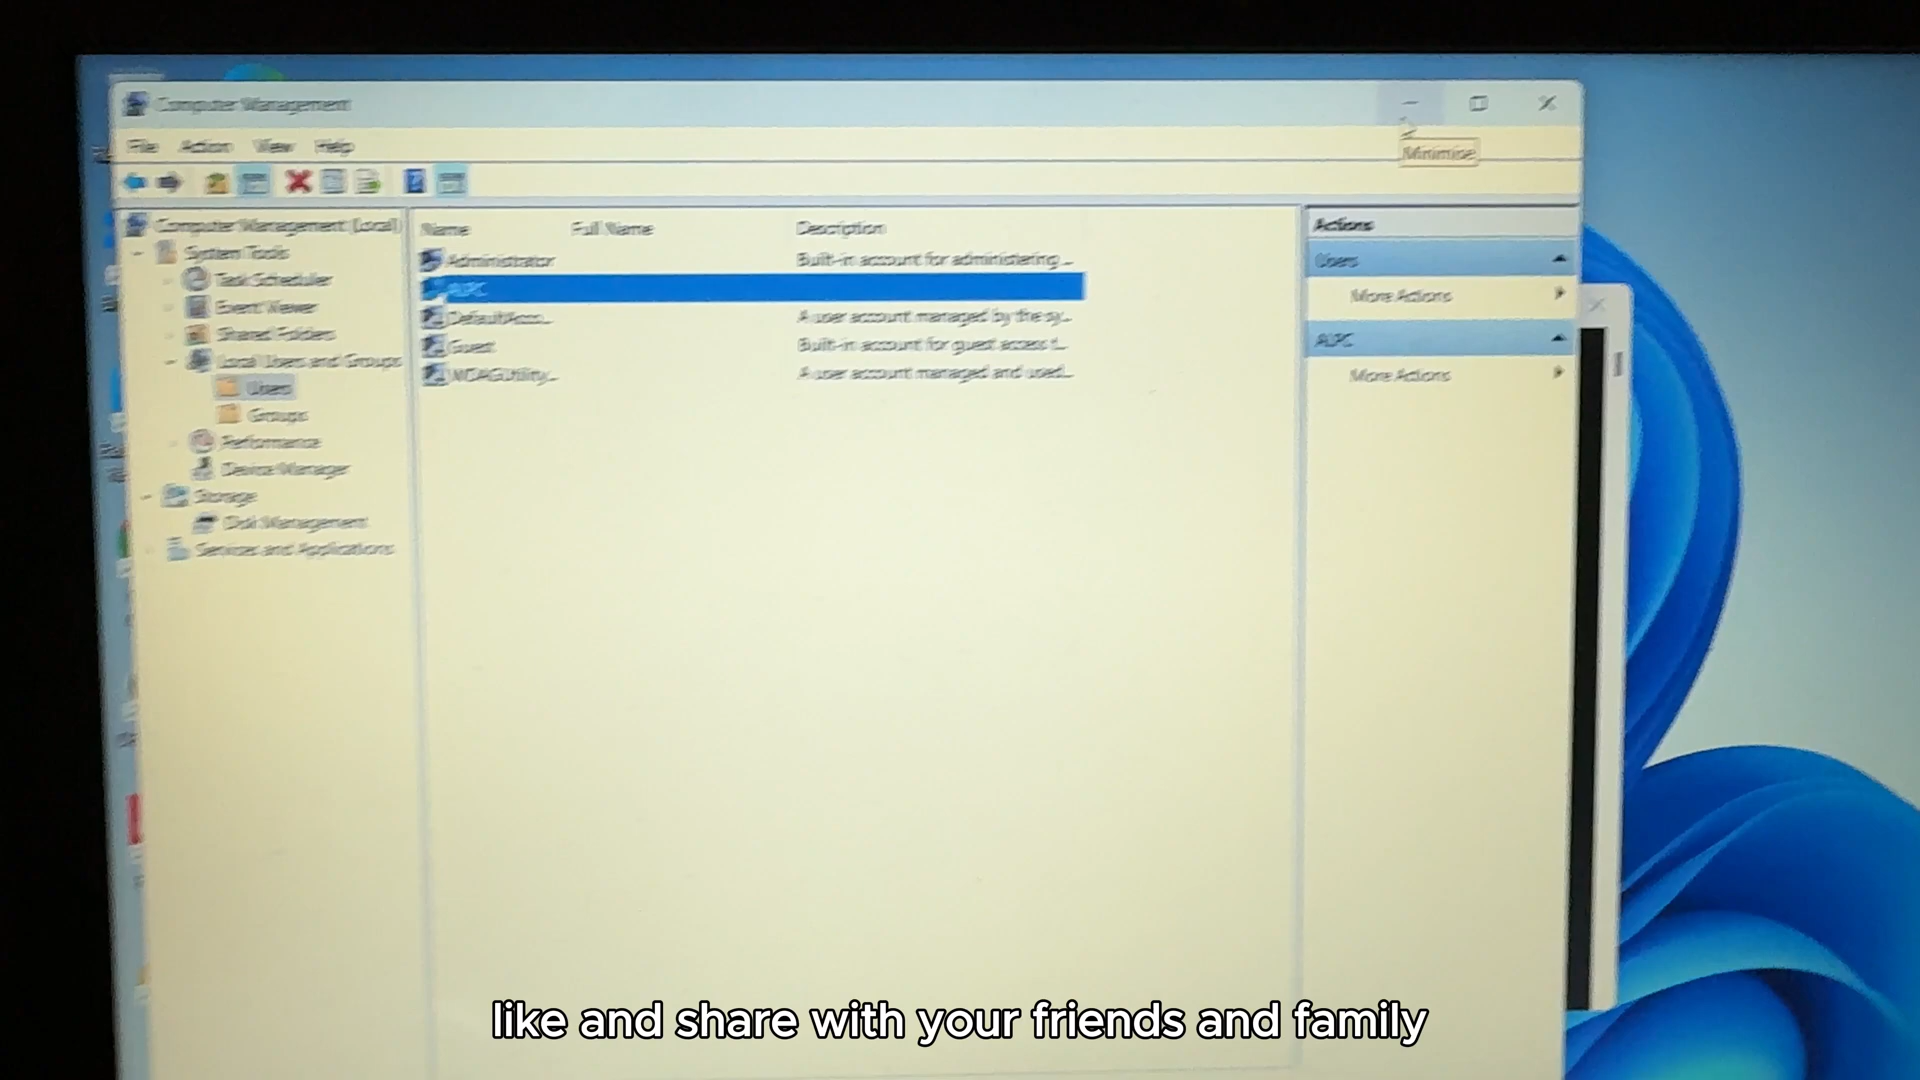 Computer Management
File Action View Help
Minimise
Computer Management (Local)
System Tools
Task Scheduler
Event Viewer
Shared Folders
Local Users and Groups
Users
Groups
Performance
Device Manager
Storage
Disk Management
Services and Applications
Name Full Name Description
Administrator Built-in account for administering ...
DefaultAcco... A user account managed by the sy...
Guest Built-in account for guest access t...
WDAGUtility... A user account managed and used...
Actions
Users
More Actions
More Actions
like and share with your friends and family